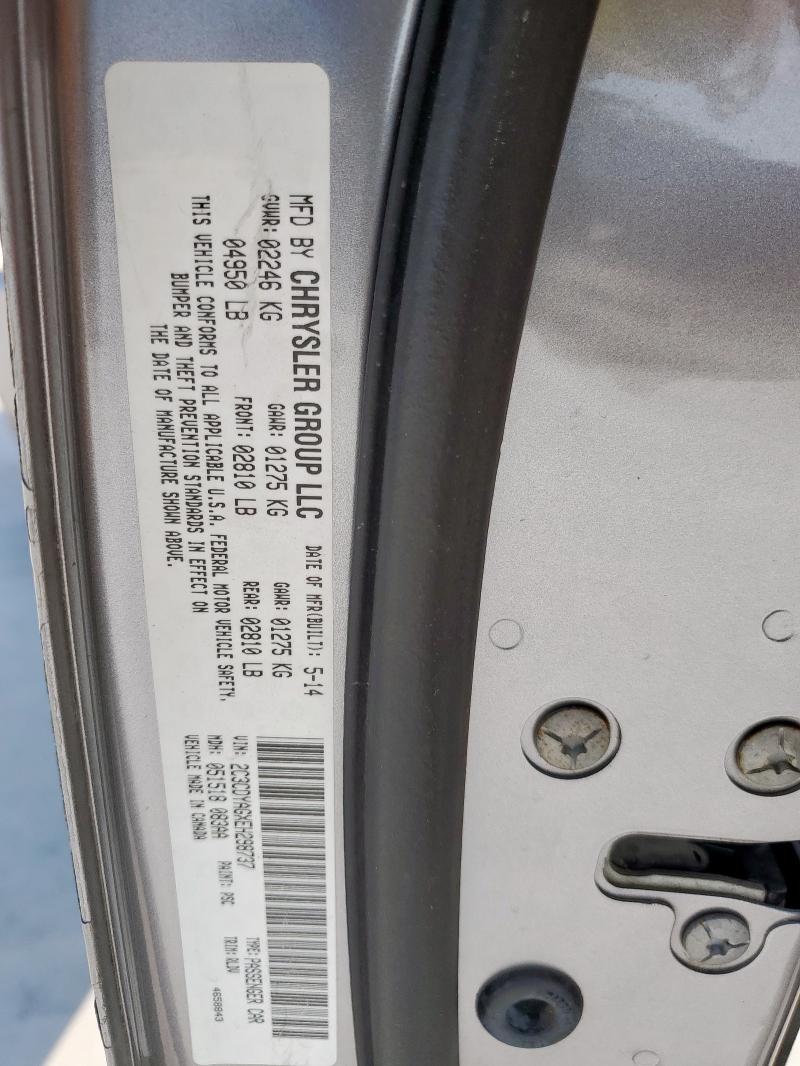 MFD BY CHRYSLER GROUP LLC DATE OF MFR(BUILT): 5-14
GVWR: 02246 KG GAWR: 01275 KG GAWR: 01275 KG
04950 LB FRONT: 02810 LB REAR: 02810 LB
THIS VEHICLE CONFORMS TO ALL APPLICABLE U.S.A. FEDERAL MOTOR VEHICLE SAFETY,
BUMPER AND THEFT PREVENTION STANDARDS IN EFFECT ON
THE DATE OF MANUFACTURE SHOWN ABOVE.
VIN: 2C3CDYAGXEH298737 TYPE: PASSENGER CAR
MDH: 051518 083AA PAINT: PSC TRIM:
VEHICLE MADE IN CANADA 4658843